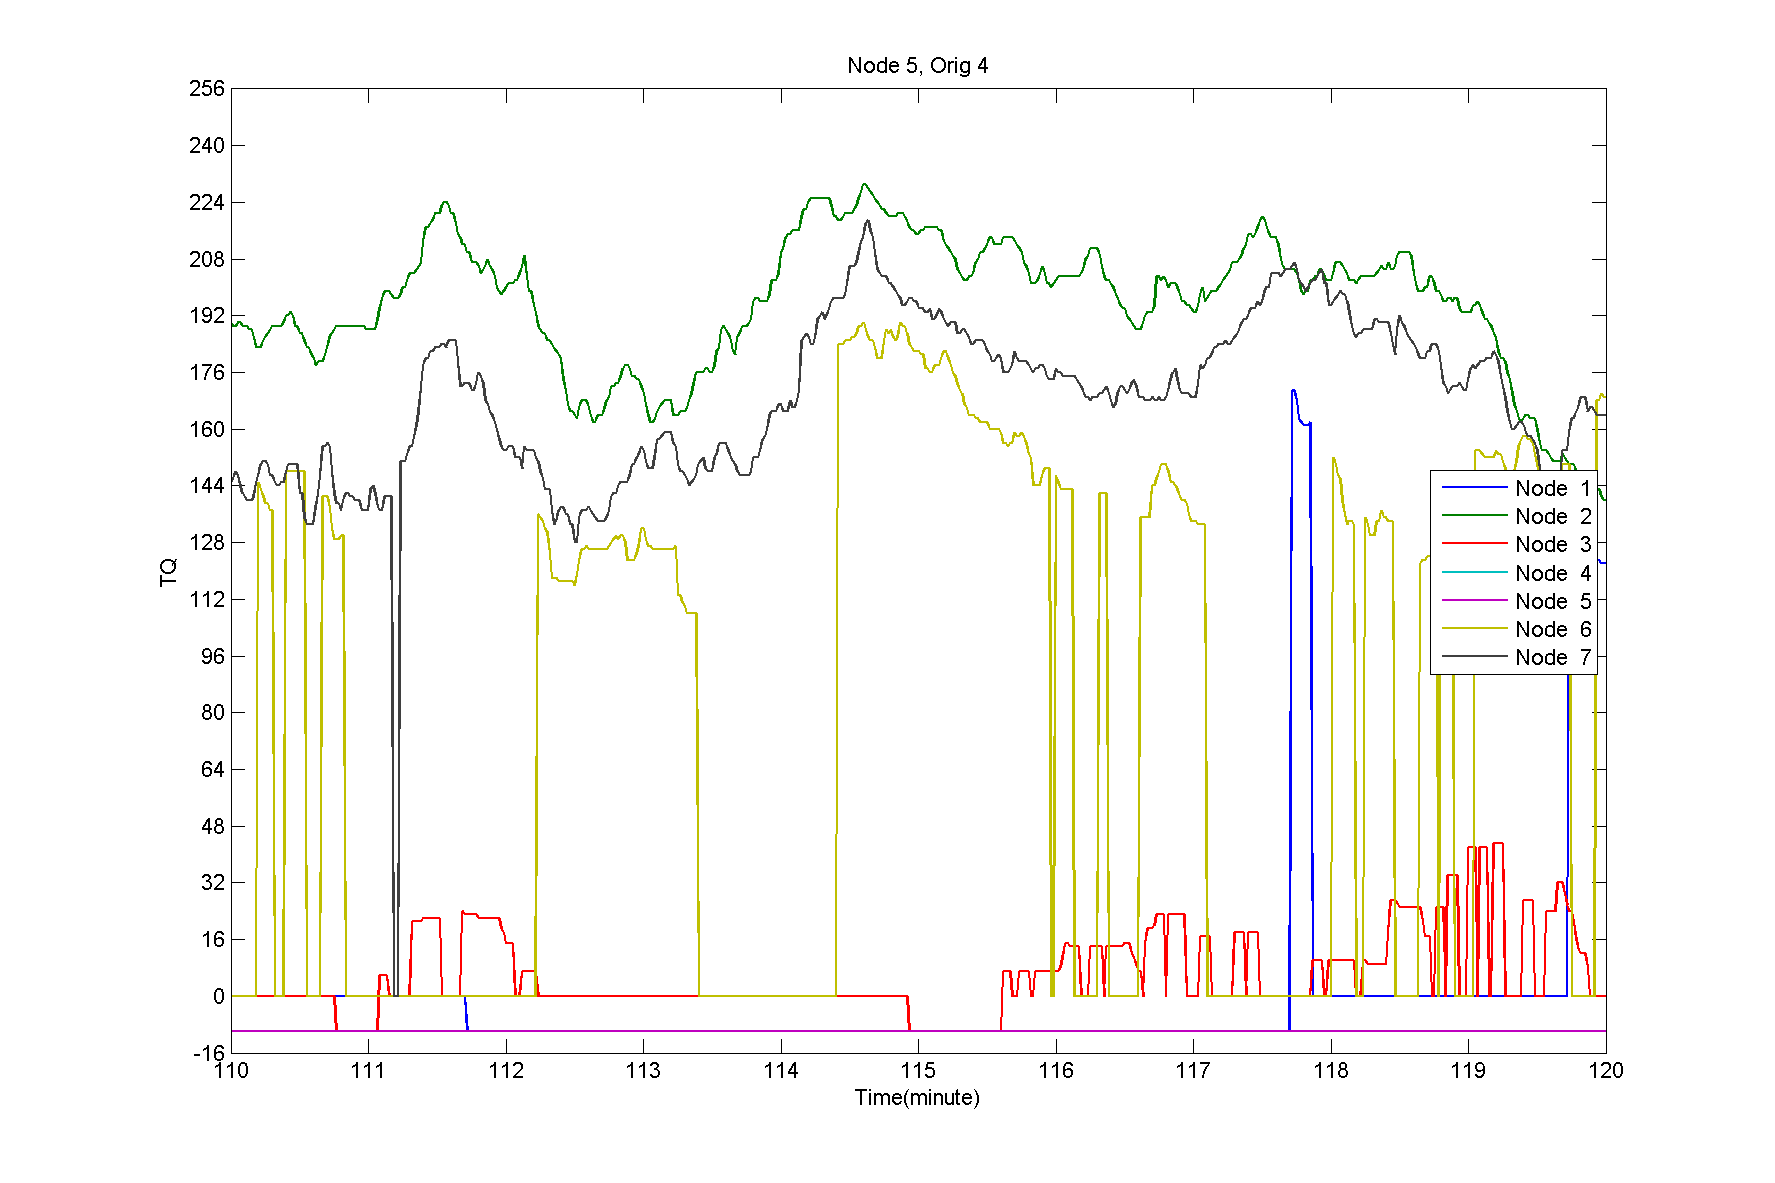 Node 5, Orig 4
256
240
224
208
192
176
160
144
128
112
96
80
64
48
32
16
0
-16
TQ
Node 1
Node 2
Node 3
Node 4
Node 5
Node 6
Node 7
110 111 112 113 114 115 116 117 118 119 120
Time(minute)